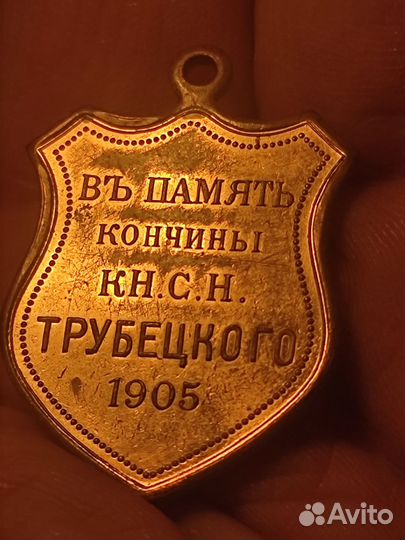 ВЪ ПАМЯТЬ
КОНЧИНЫ
КН. С. Н.
ТРУБЕЦКОГО
1905
Avito